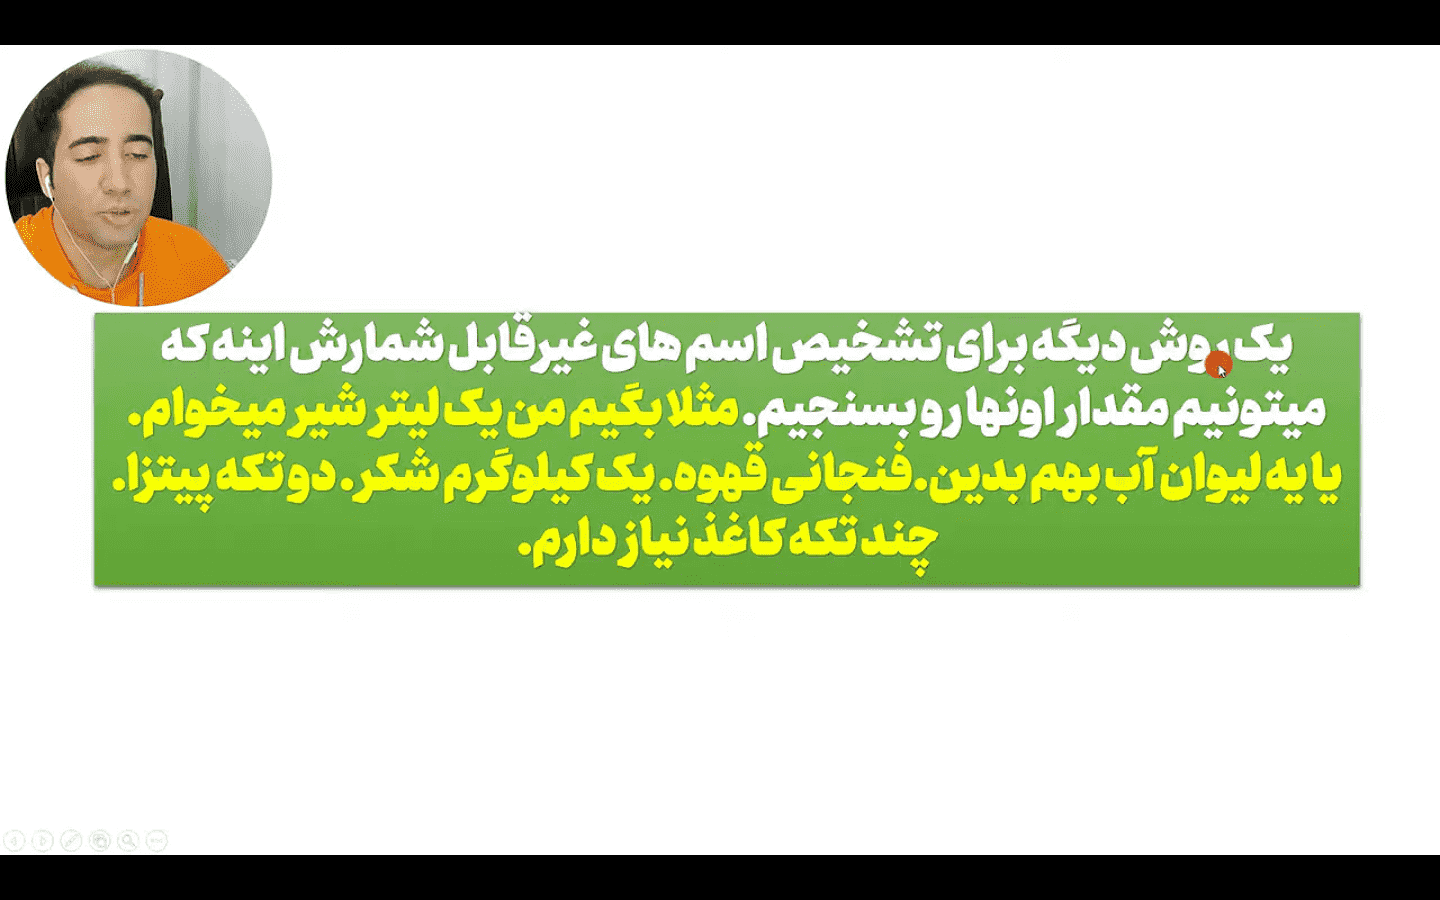 یک روش دیگه برای تشخیص اسم های غیرقابل شمارش اینه که
میتونیم مقدار اونها رو بسنجیم. مثلا بگیم من یک لیتر شیر میخوام.
یا یه لیوان آب بهم بدین. فنجانی قهوه. یک کیلوگرم شکر. دو تکه پیتزا.
چند تکه کاغذ نیاز دارم.